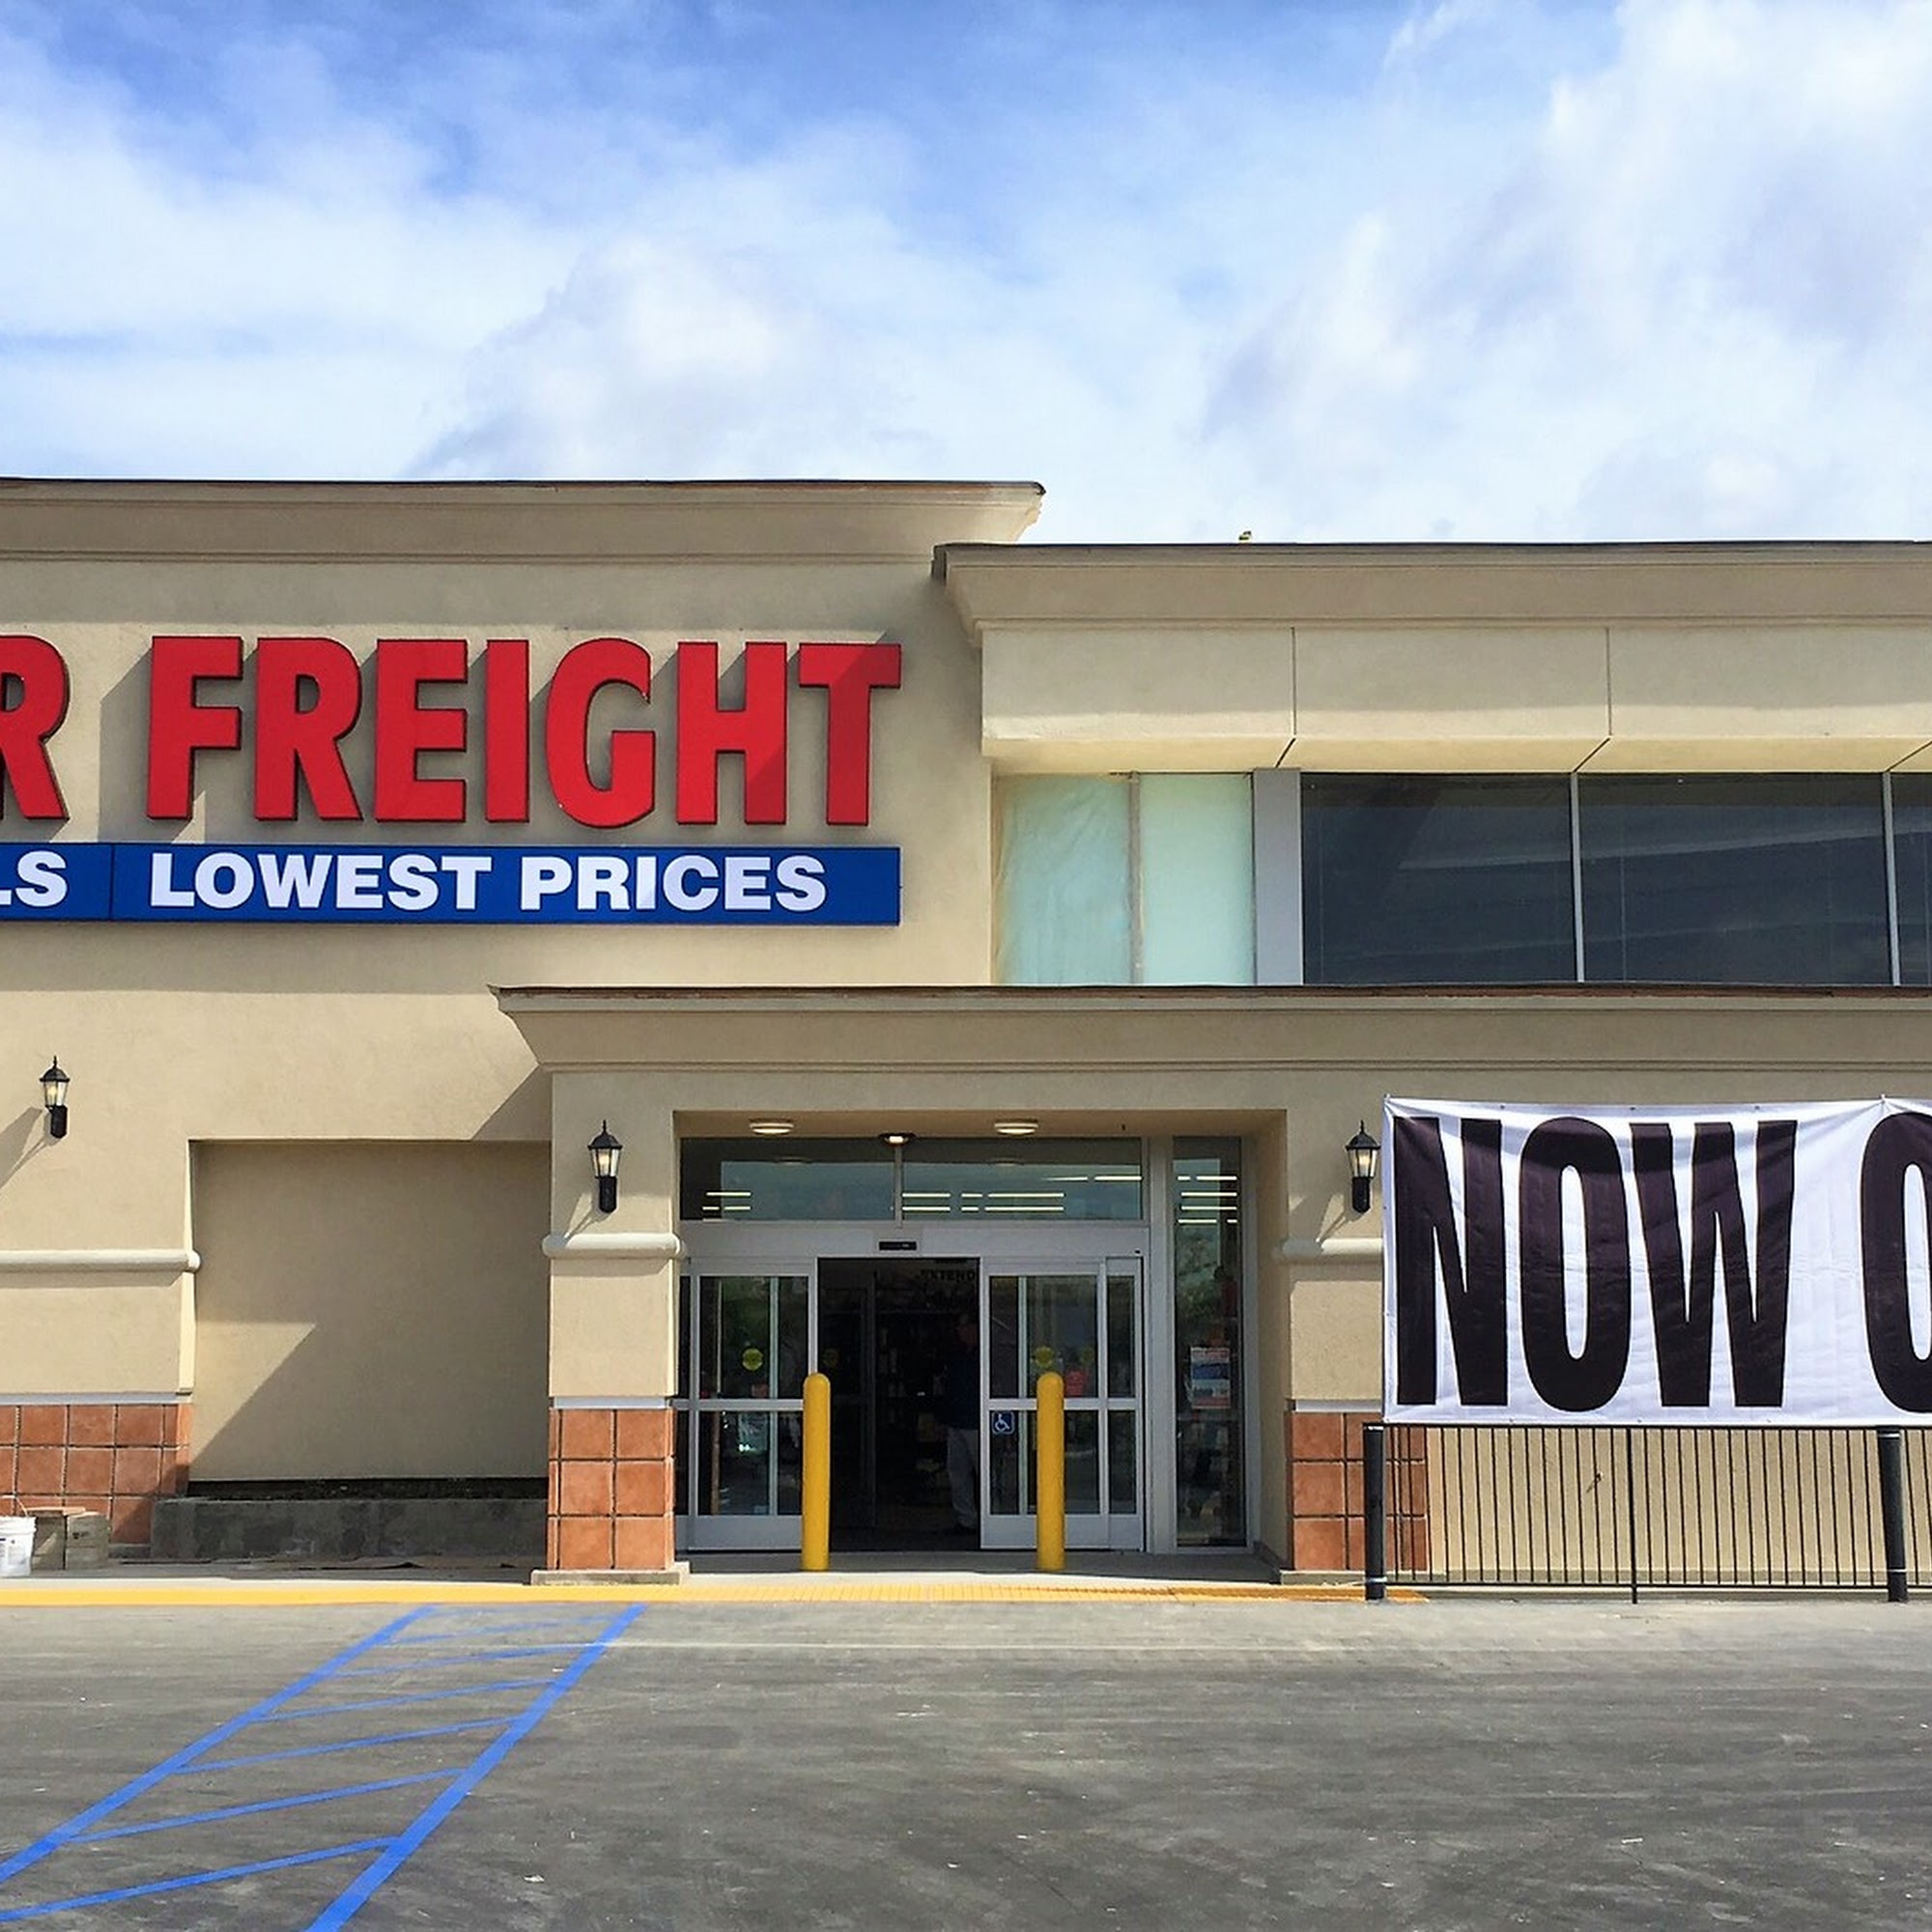 R FREIGHT
LS LOWEST PRICES
NOW O